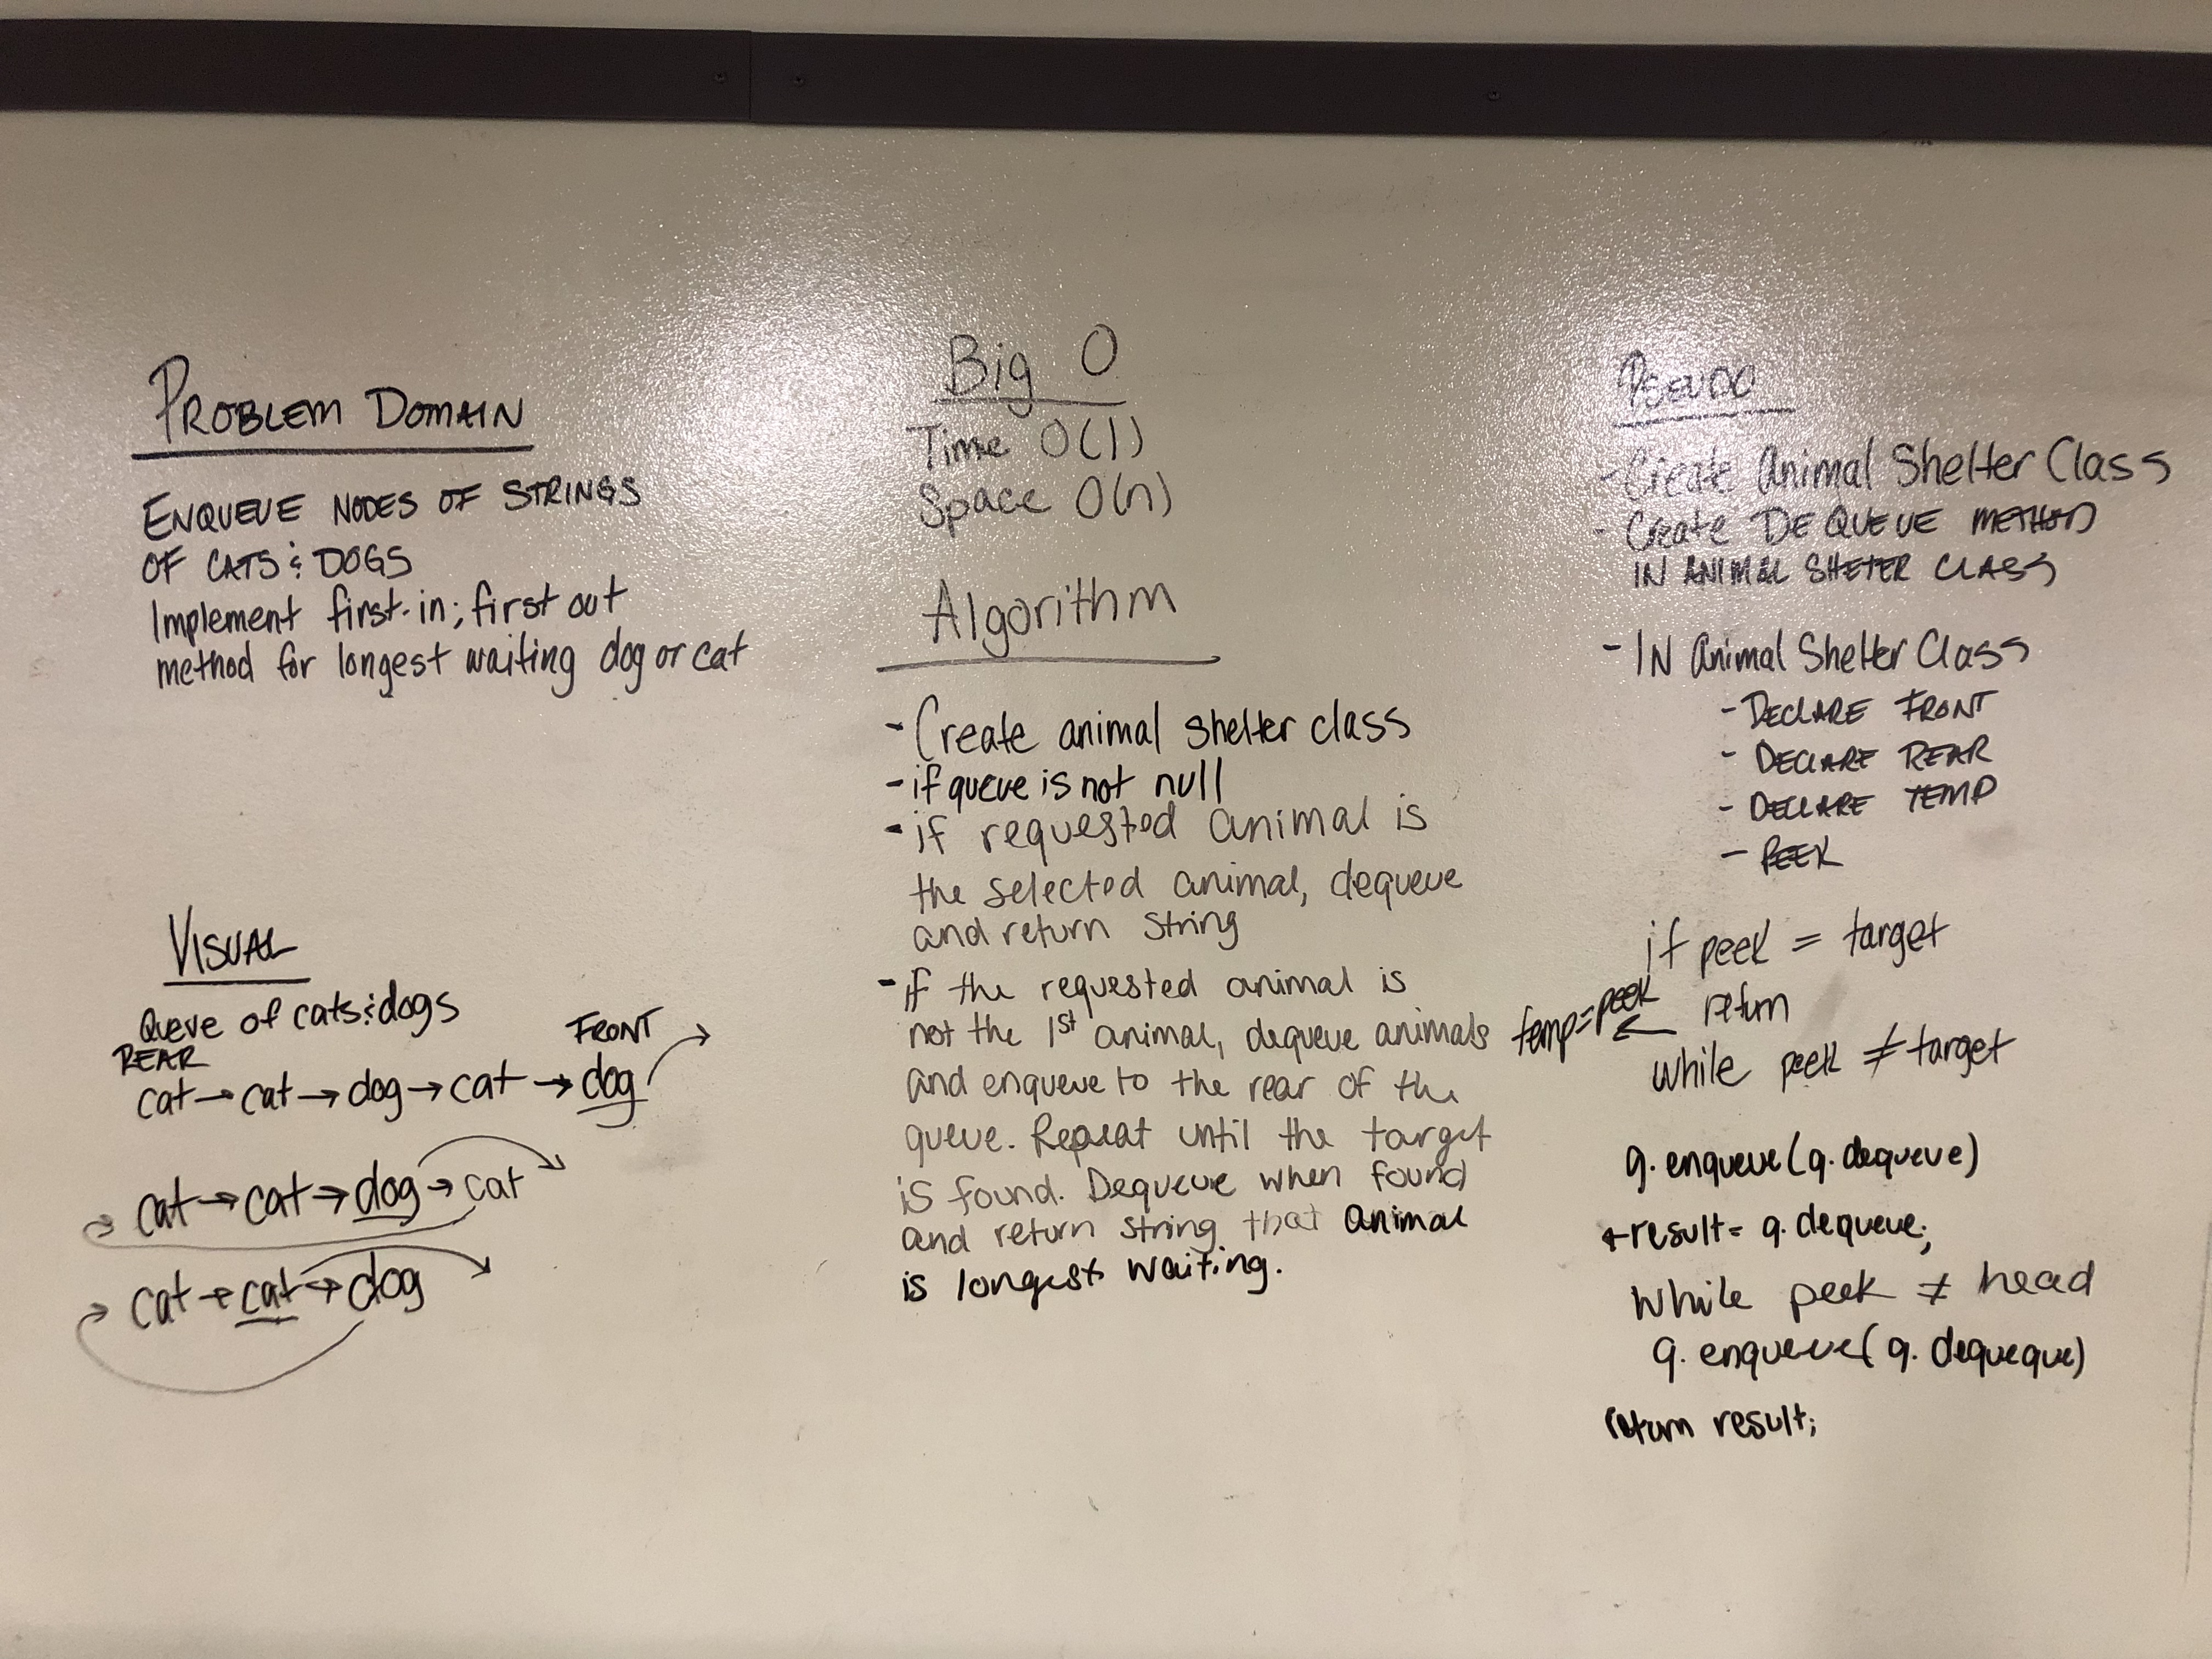 PROBLEM DOMAIN
ENQUEUE NODES OF STRINGS
OF CATS & DOGS
Implement first-in; first out
method for longest waiting dog or cat
VISUAL
Queue of cats & dogs
REAR FRONT
cat → cat → dog → cat → dog
cat → cat → dog → cat
cat → cat → dog
Big O
Time O(1)
Space O(n)
Algorithm
- Create animal shelter class
- if queue is not null
- if requested animal is
the selected animal, dequeue
and return string
- if the requested animal is
not the 1st animal, dequeue animals
and enqueue to the rear of the
queue. Repeat until the target
is found. Dequeue when found
and return string that animal
is longest waiting.
PSEUDO
- Create Animal Shelter Class
- Create DEQUEUE METHOD
IN ANIMAL SHETER CLASS
- IN Animal Shelter Class
- DECLARE FRONT
- DECLARE REAR
- DECLARE TEMP
- PEEK
if peek = target
temp=peek ← return
while peek ≠ target
q.enqueue(q.dequeue)
result= q.dequeue;
while peek ≠ head
q.enqueue(q.dequeque)
return result;